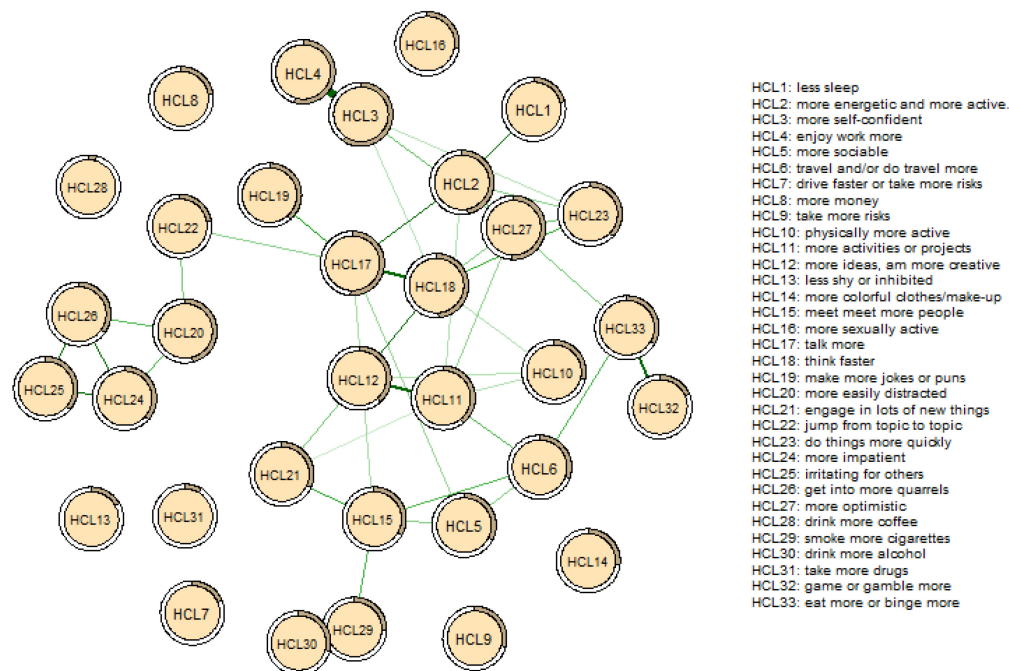 HCL16
HCL4
HCL8
HCL3
HCL1
HCL28
HCL2
HCL19
HCL23
HCL22
HCL27
HCL17
HCL18
HCL26
HCL20
HCL33
HCL12
HCL10
HCL25
HCL24
HCL11
HCL32
HCL21
HCL6
HCL13
HCL31
HCL15
HCL5
HCL14
HCL7
HCL30
HCL29
HCL9
HCL1: less sleep
HCL2: more energetic and more active.
HCL3: more self-confident
HCL4: enjoy work more
HCL5: more sociable
HCL6: travel and/or do travel more
HCL7: drive faster or take more risks
HCL8: more money
HCL9: take more risks
HCL10: physically more active
HCL11: more activities or projects
HCL12: more ideas, am more creative
HCL13: less shy or inhibited
HCL14: more colorful clothes/make-up
HCL15: meet meet more people
HCL16: more sexually active
HCL17: talk more
HCL18: think faster
HCL19: make more jokes or puns
HCL20: more easily distracted
HCL21: engage in lots of new things
HCL22: jump from topic to topic
HCL23: do things more quickly
HCL24: more impatient
HCL25: irritating for others
HCL26: get into more quarrels
HCL27: more optimistic
HCL28: drink more coffee
HCL29: smoke more cigarettes
HCL30: drink more alcohol
HCL31: take more drugs
HCL32: game or gamble more
HCL33: eat more or binge more